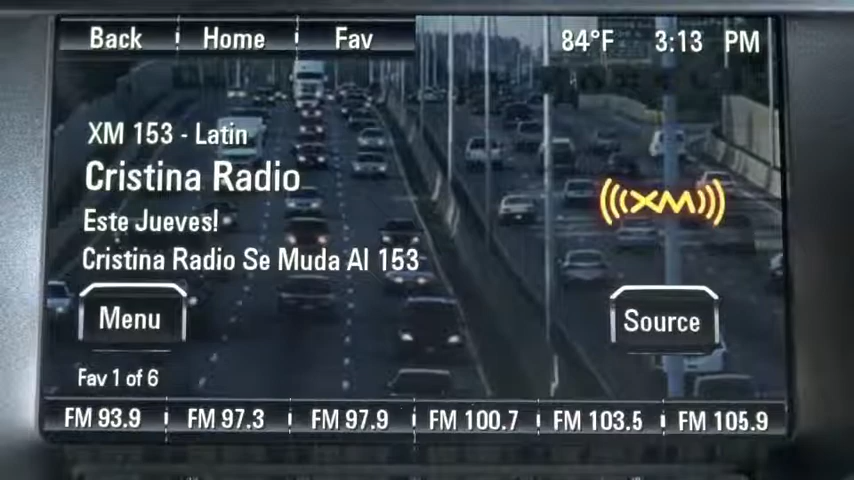 Back Home Fav 84°F 3:13 PM
XM 153 - Latin
Cristina Radio
Este Jueves!
Cristina Radio Se Muda Al 153
XM
Menu
Source
Fav 1 of 6
FM 93.9 FM 97.3 FM 97.9 FM 100.7 FM 103.5 FM 105.9